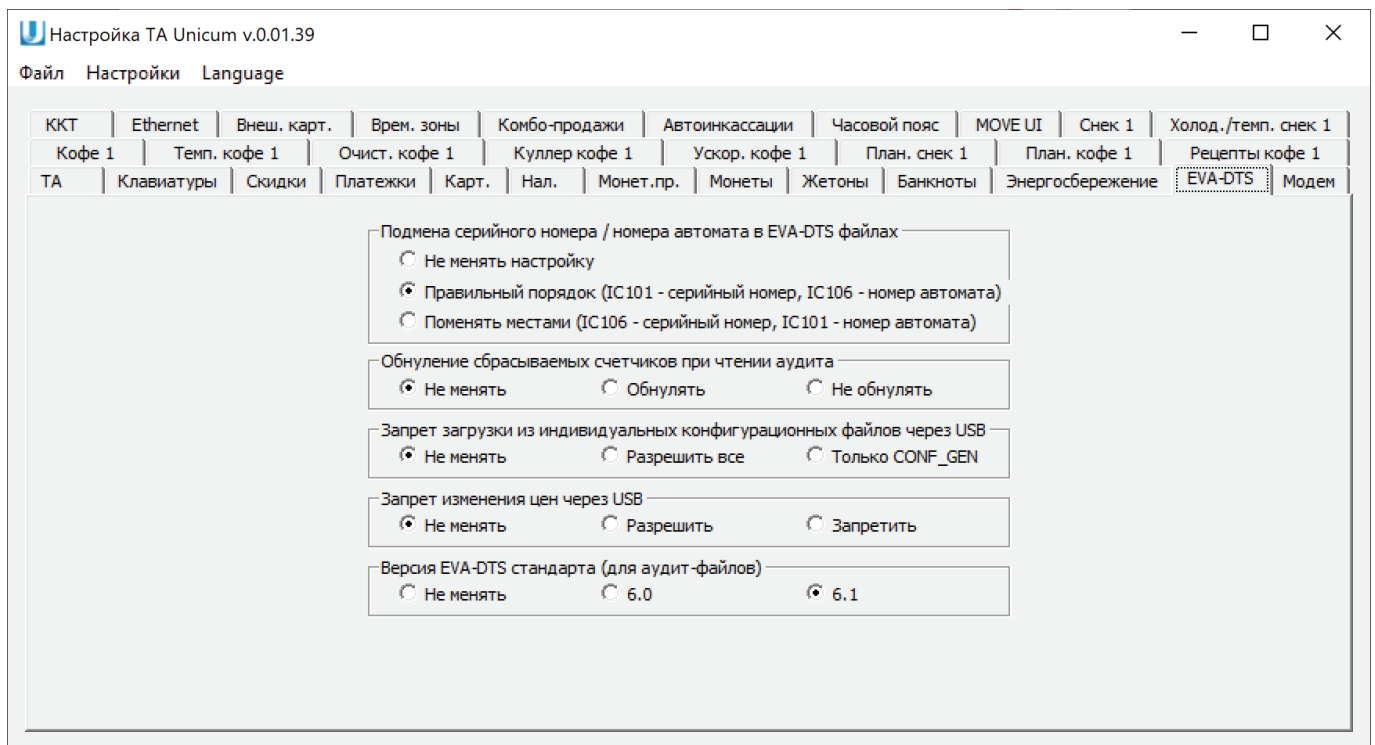 Настройка TA Unicum v.0.01.39
Файл Настройки Language
ККТ Ethernet Внеш. карт. Врем. зоны Комбо-продажи Автоинкассации Часовой пояс MOVE UI Снек 1 Холод./темп. снек 1
Кофе 1 Темп. кофе 1 Очист. кофе 1 Куллер кофе 1 Ускор. кофе 1 План. снек 1 План. кофе 1 Рецепты кофе 1
ТА Клавиатуры Скидки Платежки Карт. Нал. Монет.пр. Монеты Жетоны Банкноты Энергосбережение EVA-DTS Модем
Подмена серийного номера / номера автомата в EVA-DTS файлах
Не менять настройку
Правильный порядок (IC101 - серийный номер, IC106 - номер автомата)
Поменять местами (IC106 - серийный номер, IC101 - номер автомата)
Обнуление сбрасываемых счетчиков при чтении аудита
Не менять Обнулять Не обнулять
Запрет загрузки из индивидуальных конфигурационных файлов через USB
Не менять Разрешить все Только CONF_GEN
Запрет изменения цен через USB
Не менять Разрешить Запретить
Версия EVA-DTS стандарта (для аудит-файлов)
Не менять 6.0 6.1